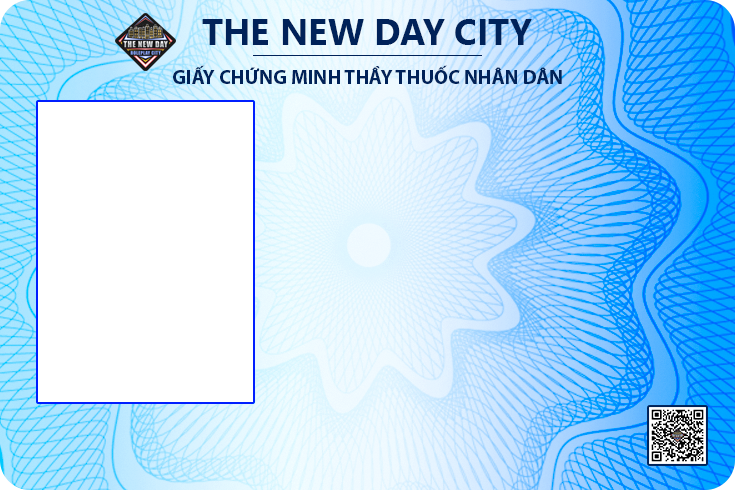 THE NEW DAY CITY
THE NEW DAY
ROLEPLAY CITY
GIẤY CHỨNG MINH THẦY THUỐC NHÂN DÂN